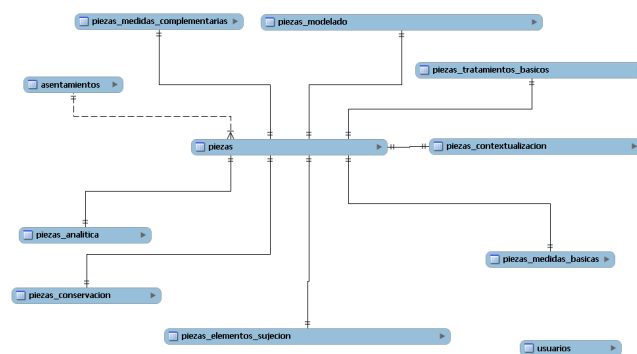 piezas_medidas_complementarias
piezas_modelado
piezas_tratamientos_basicos
asentamientos
piezas
piezas_contextualizacion
piezas_analitica
piezas_medidas_basicas
piezas_conservacion
piezas_elementos_sujecion
usuarios